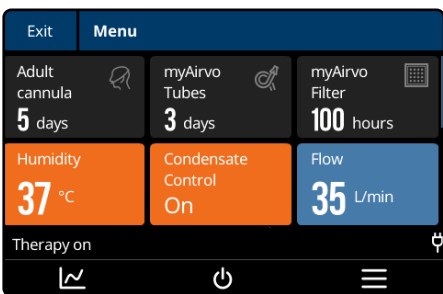 Exit
Menu
Adult
cannula
5 days
myAirvo
Tubes
3 days
myAirvo
Filter
100 hours
Humidity
37 °C
Condensate
Control
On
Flow
35 L/min
Therapy on